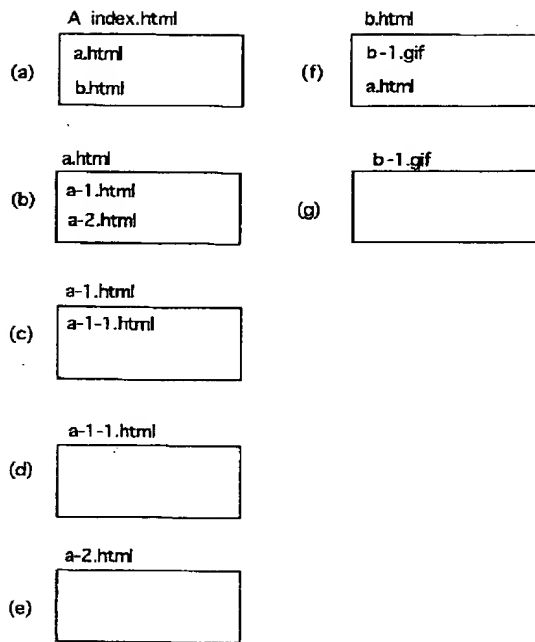 A index.html
(a)
a.html
b.html
a.html
(b)
a-1.html
a-2.html
a-1.html
(c)
a-1-1.html
a-1-1.html
(d)
a-2.html
(e)
b.html
(f)
b-1.gif
a.html
b-1.gif
(g)